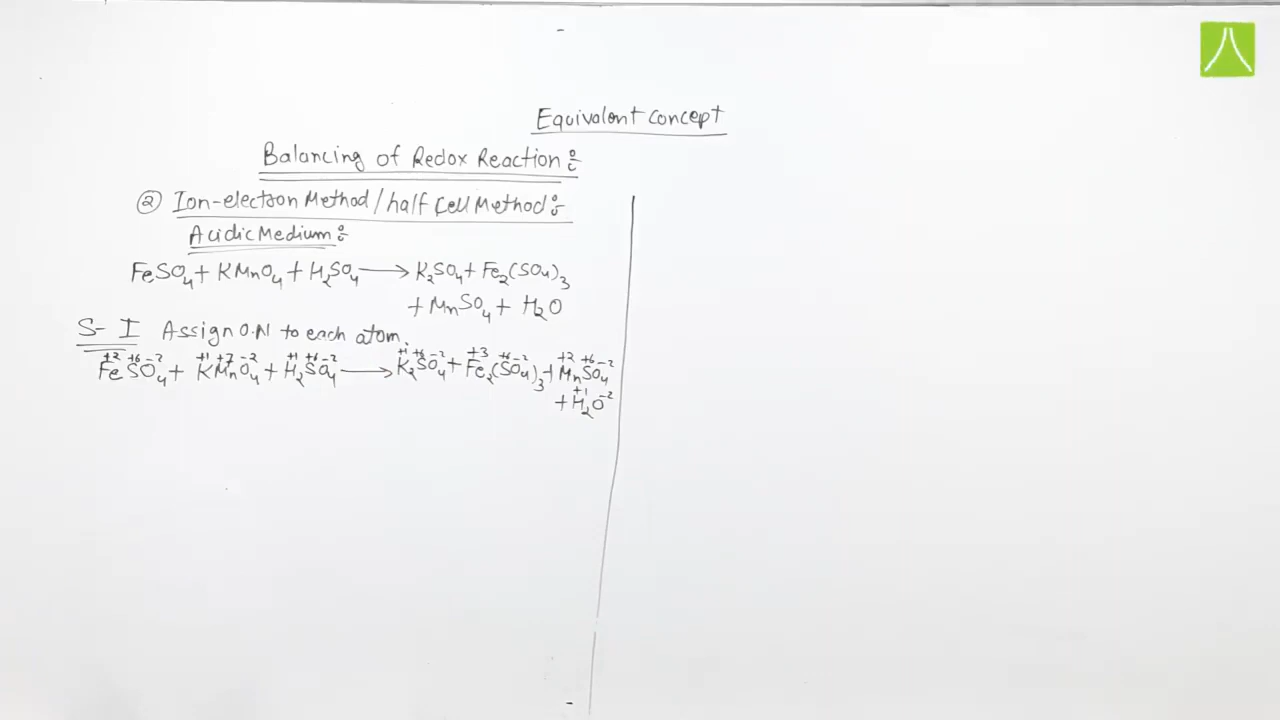 Equivalent Concept
Balancing of Redox Reaction :-
② Ion-electron Method / half Cell Method :-
Acidic Medium :-
FeSO₄ + KMnO₄ + H₂SO₄ ⟶ K₂SO₄ + Fe₂(SO₄)₃
+ MnSO₄ + H₂O
S- I Assign O.N to each atom.
+2 +6 -2 +1 +7 -2 +1 +6 -2 +1 +6 -2 +3 +6 -2 +2 +6 -2
FeSO₄ + KMnO₄ + H₂SO₄ ⟶ K₂SO₄ + Fe₂(SO₄)₃ + MnSO₄
+1 -2
+ H₂O